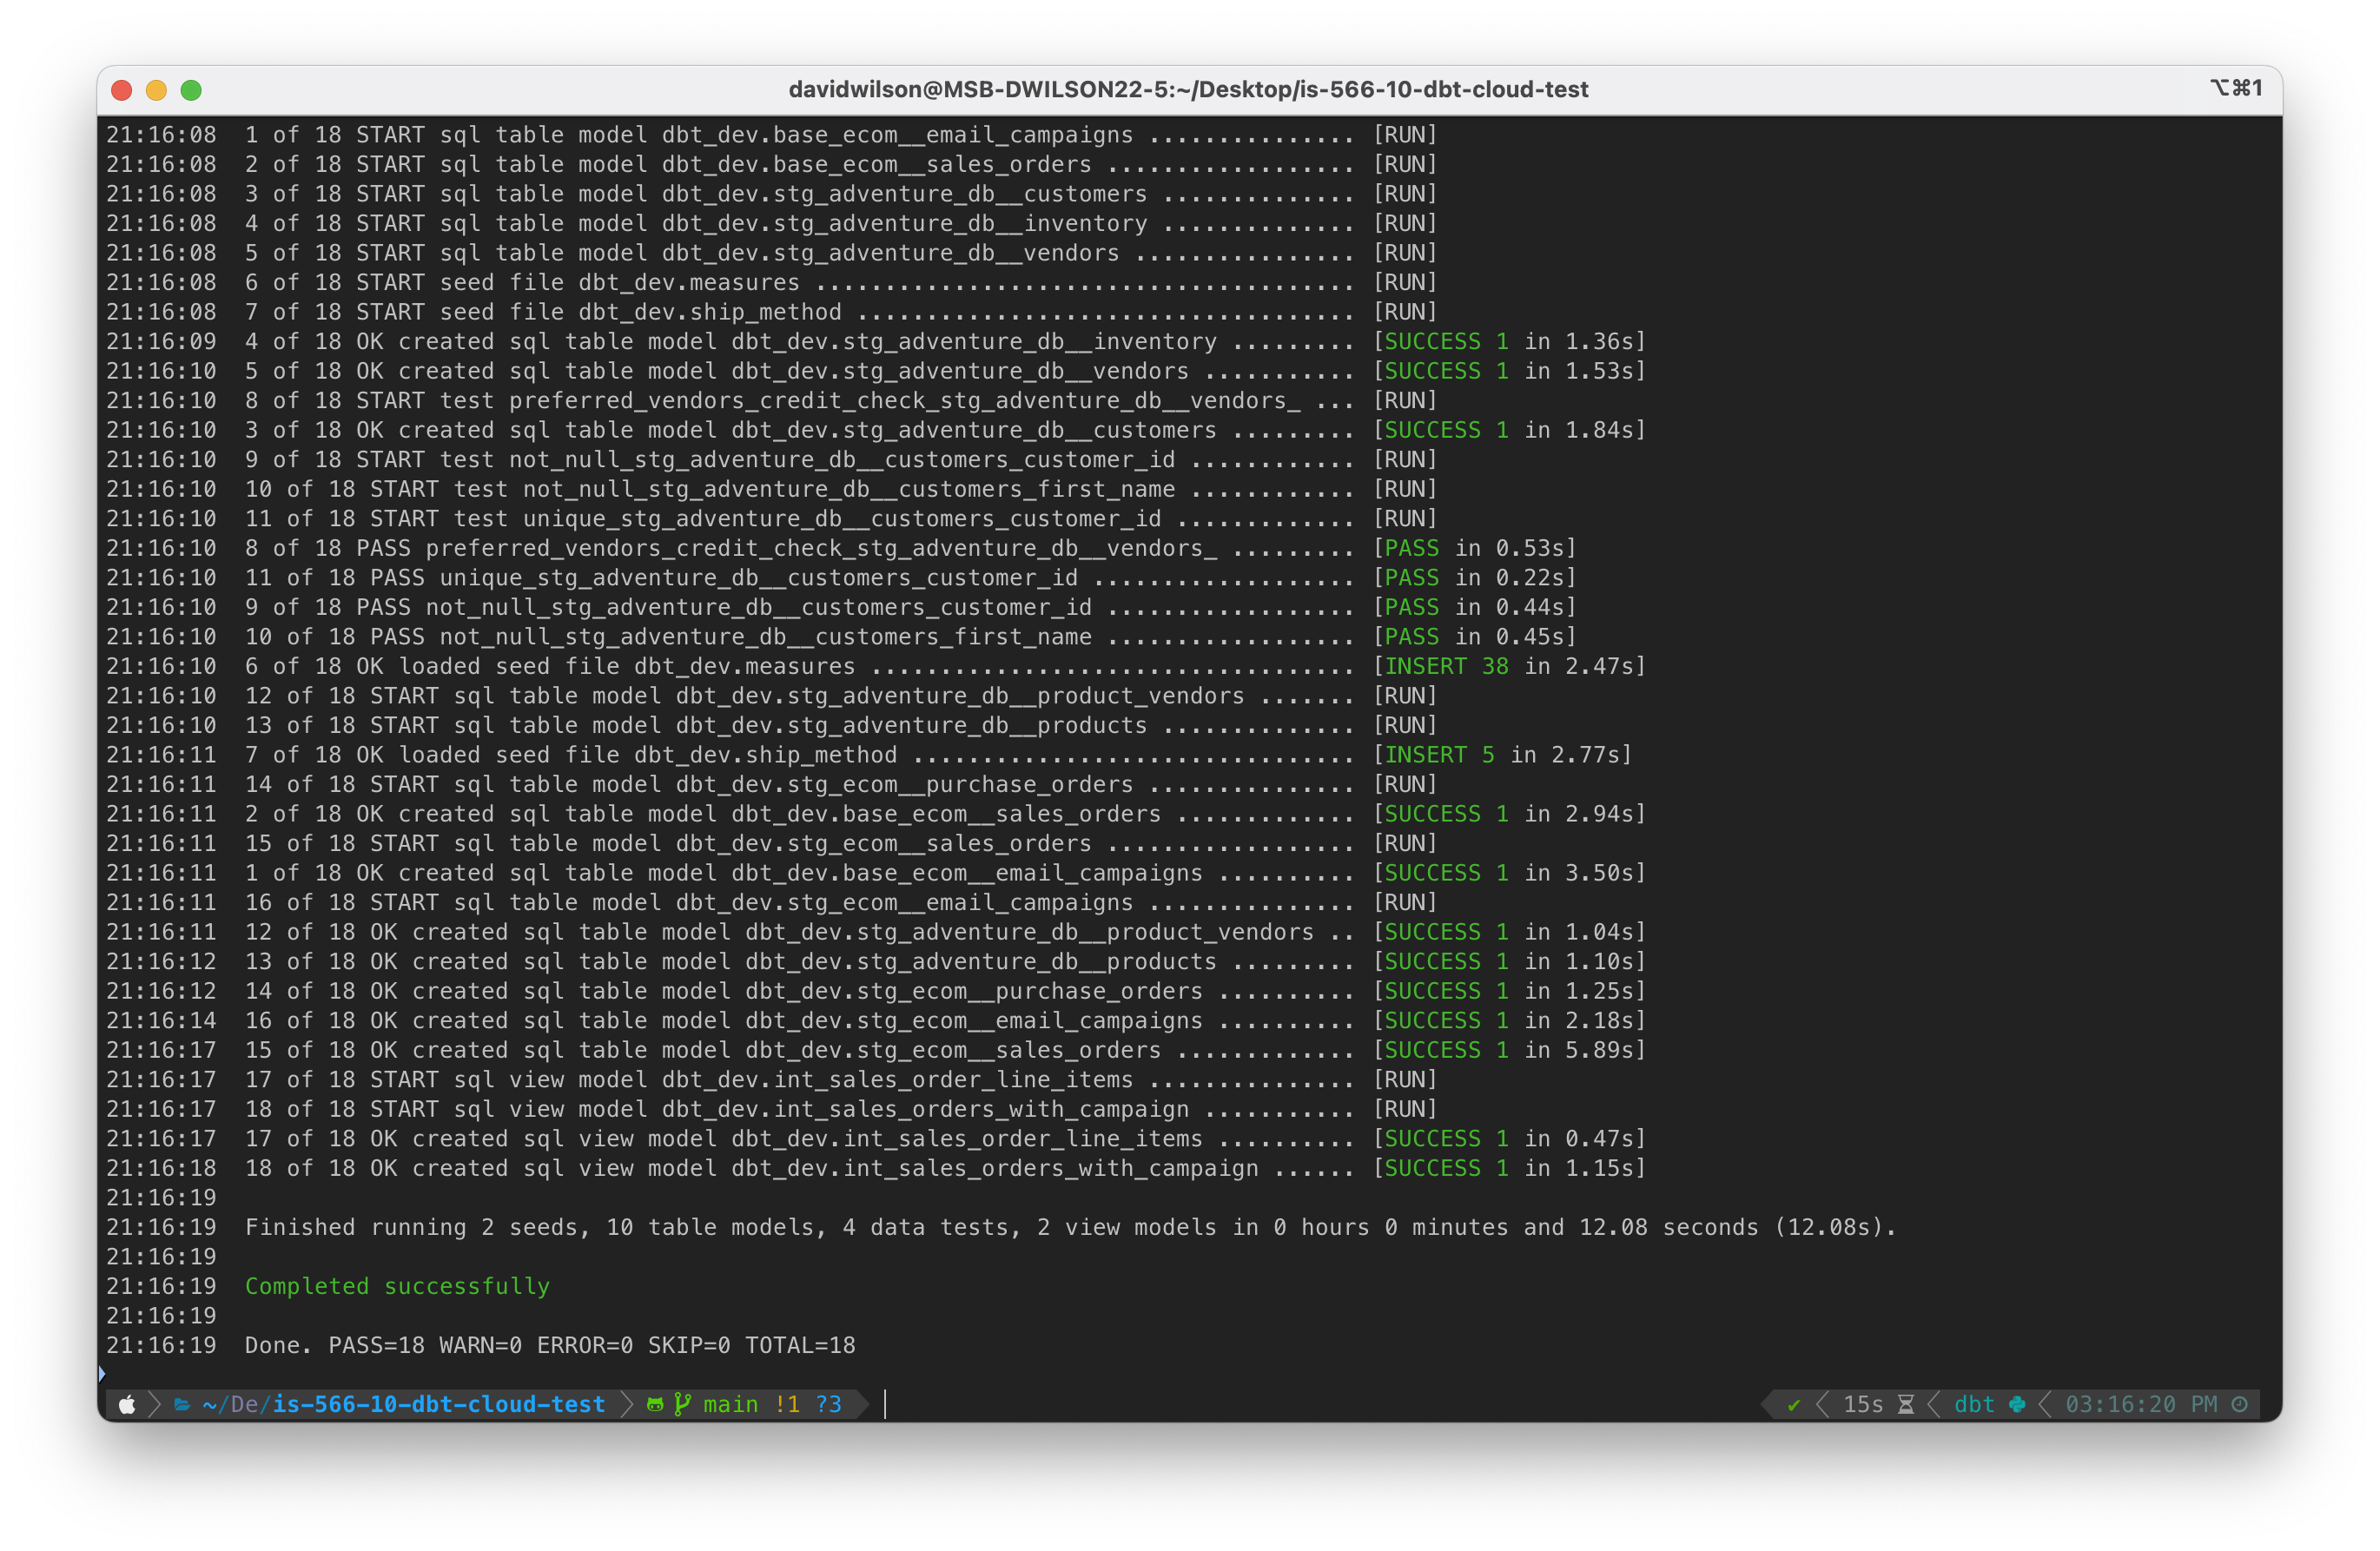 davidwilson@MSB-DWILSON22-5:~/Desktop/is-566-10-dbt-cloud-test ⌥⌘1
21:16:08  1 of 18 START sql table model dbt_dev.base_ecom__email_campaigns ............... [RUN]
21:16:08  2 of 18 START sql table model dbt_dev.base_ecom__sales_orders .................. [RUN]
21:16:08  3 of 18 START sql table model dbt_dev.stg_adventure_db__customers .............. [RUN]
21:16:08  4 of 18 START sql table model dbt_dev.stg_adventure_db__inventory .............. [RUN]
21:16:08  5 of 18 START sql table model dbt_dev.stg_adventure_db__vendors ................ [RUN]
21:16:08  6 of 18 START seed file dbt_dev.measures ....................................... [RUN]
21:16:08  7 of 18 START seed file dbt_dev.ship_method .................................... [RUN]
21:16:09  4 of 18 OK created sql table model dbt_dev.stg_adventure_db__inventory ......... [SUCCESS 1 in 1.36s]
21:16:10  5 of 18 OK created sql table model dbt_dev.stg_adventure_db__vendors ........... [SUCCESS 1 in 1.53s]
21:16:10  8 of 18 START test preferred_vendors_credit_check_stg_adventure_db__vendors_ ... [RUN]
21:16:10  3 of 18 OK created sql table model dbt_dev.stg_adventure_db__customers ......... [SUCCESS 1 in 1.84s]
21:16:10  9 of 18 START test not_null_stg_adventure_db__customers_customer_id ............ [RUN]
21:16:10  10 of 18 START test not_null_stg_adventure_db__customers_first_name ............ [RUN]
21:16:10  11 of 18 START test unique_stg_adventure_db__customers_customer_id ............. [RUN]
21:16:10  8 of 18 PASS preferred_vendors_credit_check_stg_adventure_db__vendors_ ......... [PASS in 0.53s]
21:16:10  11 of 18 PASS unique_stg_adventure_db__customers_customer_id ................... [PASS in 0.22s]
21:16:10  9 of 18 PASS not_null_stg_adventure_db__customers_customer_id .................. [PASS in 0.44s]
21:16:10  10 of 18 PASS not_null_stg_adventure_db__customers_first_name .................. [PASS in 0.45s]
21:16:10  6 of 18 OK loaded seed file dbt_dev.measures ................................... [INSERT 38 in 2.47s]
21:16:10  12 of 18 START sql table model dbt_dev.stg_adventure_db__product_vendors ....... [RUN]
21:16:10  13 of 18 START sql table model dbt_dev.stg_adventure_db__products .............. [RUN]
21:16:11  7 of 18 OK loaded seed file dbt_dev.ship_method ................................ [INSERT 5 in 2.77s]
21:16:11  14 of 18 START sql table model dbt_dev.stg_ecom__purchase_orders ............... [RUN]
21:16:11  2 of 18 OK created sql table model dbt_dev.base_ecom__sales_orders ............. [SUCCESS 1 in 2.94s]
21:16:11  15 of 18 START sql table model dbt_dev.stg_ecom__sales_orders .................. [RUN]
21:16:11  1 of 18 OK created sql table model dbt_dev.base_ecom__email_campaigns .......... [SUCCESS 1 in 3.50s]
21:16:11  16 of 18 START sql table model dbt_dev.stg_ecom__email_campaigns ............... [RUN]
21:16:11  12 of 18 OK created sql table model dbt_dev.stg_adventure_db__product_vendors .. [SUCCESS 1 in 1.04s]
21:16:12  13 of 18 OK created sql table model dbt_dev.stg_adventure_db__products ......... [SUCCESS 1 in 1.10s]
21:16:12  14 of 18 OK created sql table model dbt_dev.stg_ecom__purchase_orders .......... [SUCCESS 1 in 1.25s]
21:16:14  16 of 18 OK created sql table model dbt_dev.stg_ecom__email_campaigns .......... [SUCCESS 1 in 2.18s]
21:16:17  15 of 18 OK created sql table model dbt_dev.stg_ecom__sales_orders ............. [SUCCESS 1 in 5.89s]
21:16:17  17 of 18 START sql view model dbt_dev.int_sales_order_line_items ............... [RUN]
21:16:17  18 of 18 START sql view model dbt_dev.int_sales_orders_with_campaign ........... [RUN]
21:16:17  17 of 18 OK created sql view model dbt_dev.int_sales_order_line_items .......... [SUCCESS 1 in 0.47s]
21:16:18  18 of 18 OK created sql view model dbt_dev.int_sales_orders_with_campaign ...... [SUCCESS 1 in 1.15s]
21:16:19
21:16:19  Finished running 2 seeds, 10 table models, 4 data tests, 2 view models in 0 hours 0 minutes and 12.08 seconds (12.08s).
21:16:19
21:16:19  Completed successfully
21:16:19
21:16:19  Done. PASS=18 WARN=0 ERROR=0 SKIP=0 TOTAL=18
~/De/is-566-10-dbt-cloud-test main !1 ?3 ✔ 15s dbt 03:16:20 PM